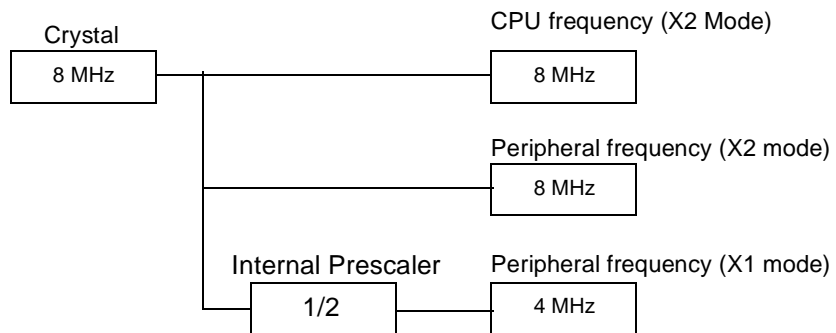 Crystal
8 MHz
CPU frequency (X2 Mode)
8 MHz
Peripheral frequency (X2 mode)
8 MHz
Internal Prescaler
1/2
Peripheral frequency (X1 mode)
4 MHz